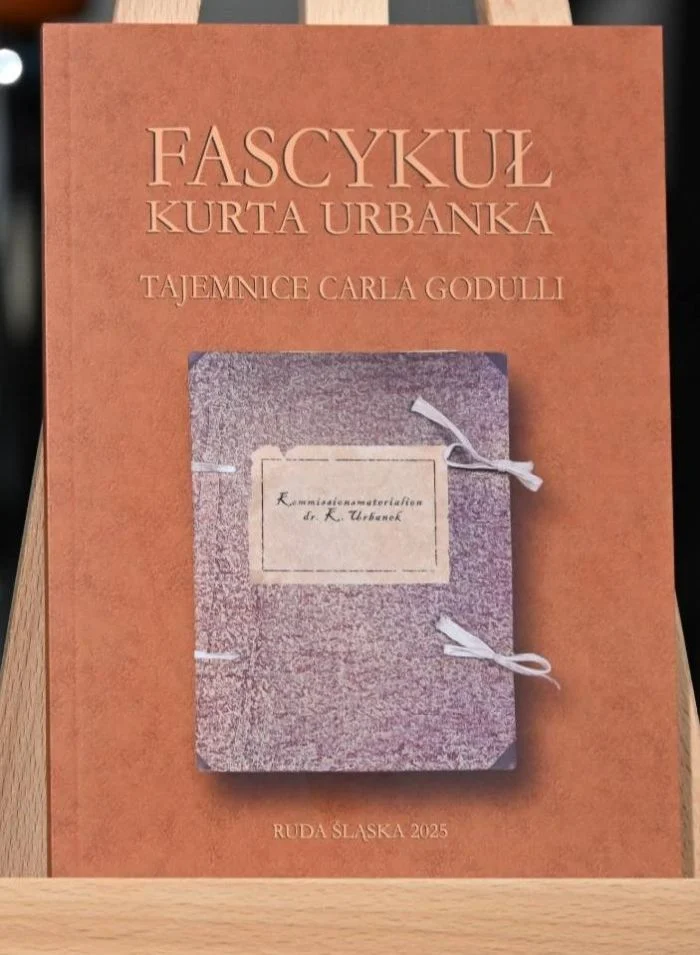 FASCYKUŁ
KURTA URBANKA
TAJEMNICE CARLA GODULLI
Kommissionsmaterialien
dr. K. Urbanek
RUDA ŚLĄSKA 2025